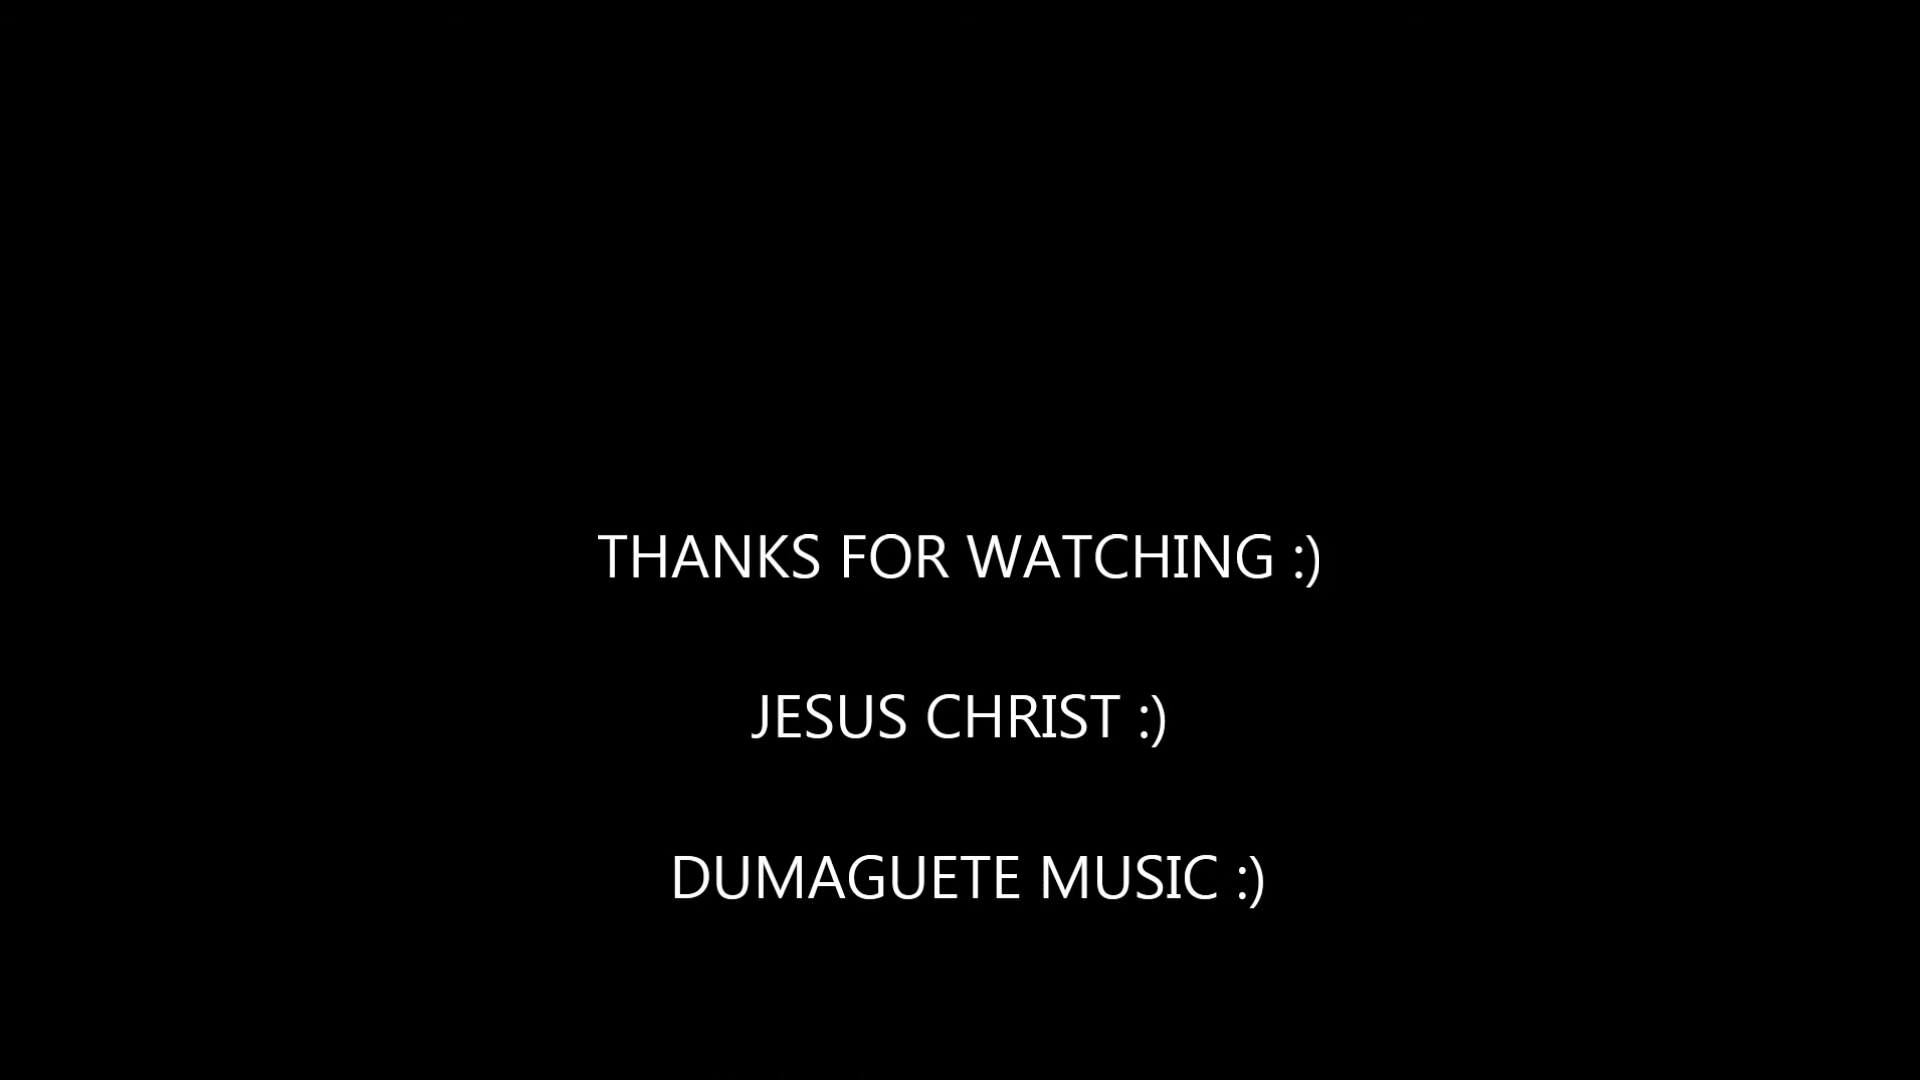 THANKS FOR WATCHING :)
JESUS CHRIST :)
DUMAGUETE MUSIC :)